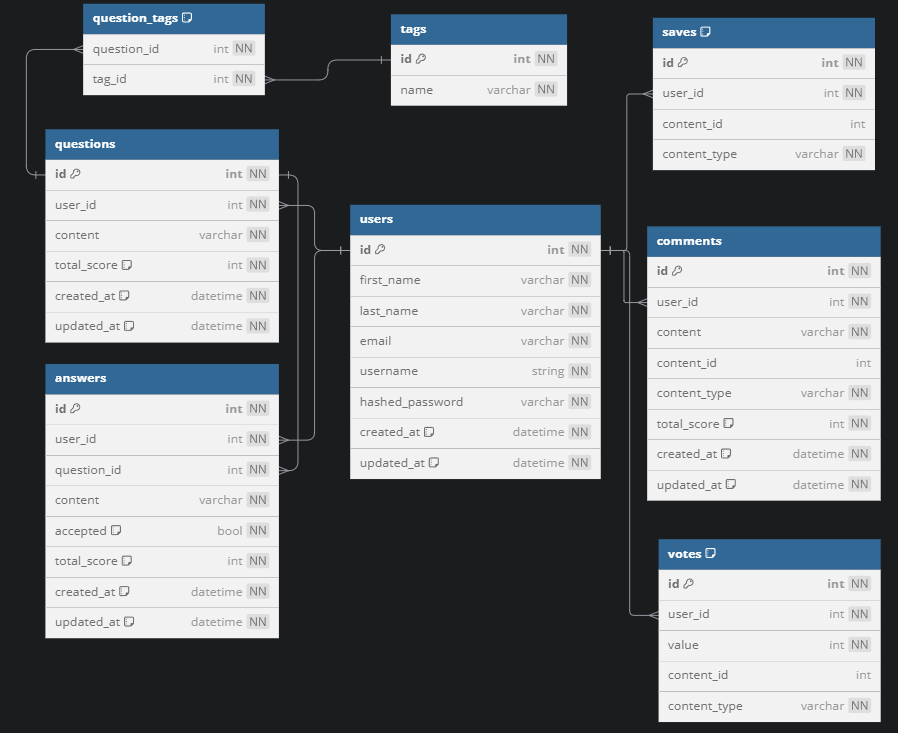 question_tags
question_id int NN
tag_id int NN
tags
id int NN
name varchar NN
saves
id int NN
user_id int NN
content_id int
content_type varchar NN
questions
id int NN
user_id int NN
content varchar NN
total_score int NN
created_at datetime NN
updated_at datetime NN
users
id int NN
first_name varchar NN
last_name varchar NN
email varchar NN
username string NN
hashed_password varchar NN
created_at datetime NN
updated_at datetime NN
comments
id int NN
user_id int NN
content varchar NN
content_id int
content_type varchar NN
total_score int NN
created_at datetime NN
updated_at datetime NN
answers
id int NN
user_id int NN
question_id int NN
content varchar NN
accepted bool NN
total_score int NN
created_at datetime NN
updated_at datetime NN
votes
id int NN
user_id int NN
value int NN
content_id int
content_type varchar NN